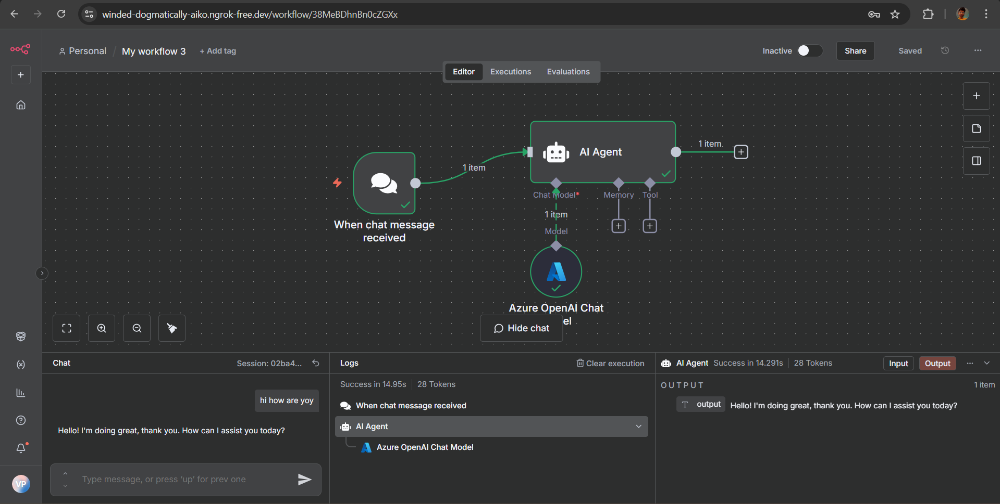 winded-dogmatically-aiko.ngrok-free.dev/workflow/38MeBDhnBn0cZGXx
Personal / My workflow 3 + Add tag
Inactive Share Saved
Editor Executions Evaluations
1 item
AI Agent
1 item
Chat Model*
Memory
Tool
When chat message
received
1 item
Model
Azure OpenAI Chat
el
Hide chat
Chat
Session: 02ba4...
hi how are yoy
Hello! I'm doing great, thank you. How can I assist you today?
Type message, or press 'up' for prev one
VP
Logs
Clear execution
Success in 14.95s 28 Tokens
When chat message received
AI Agent
Azure OpenAI Chat Model
AI Agent Success in 14.291s 28 Tokens
Input Output
OUTPUT
1 item
T output Hello! I'm doing great, thank you. How can I assist you today?